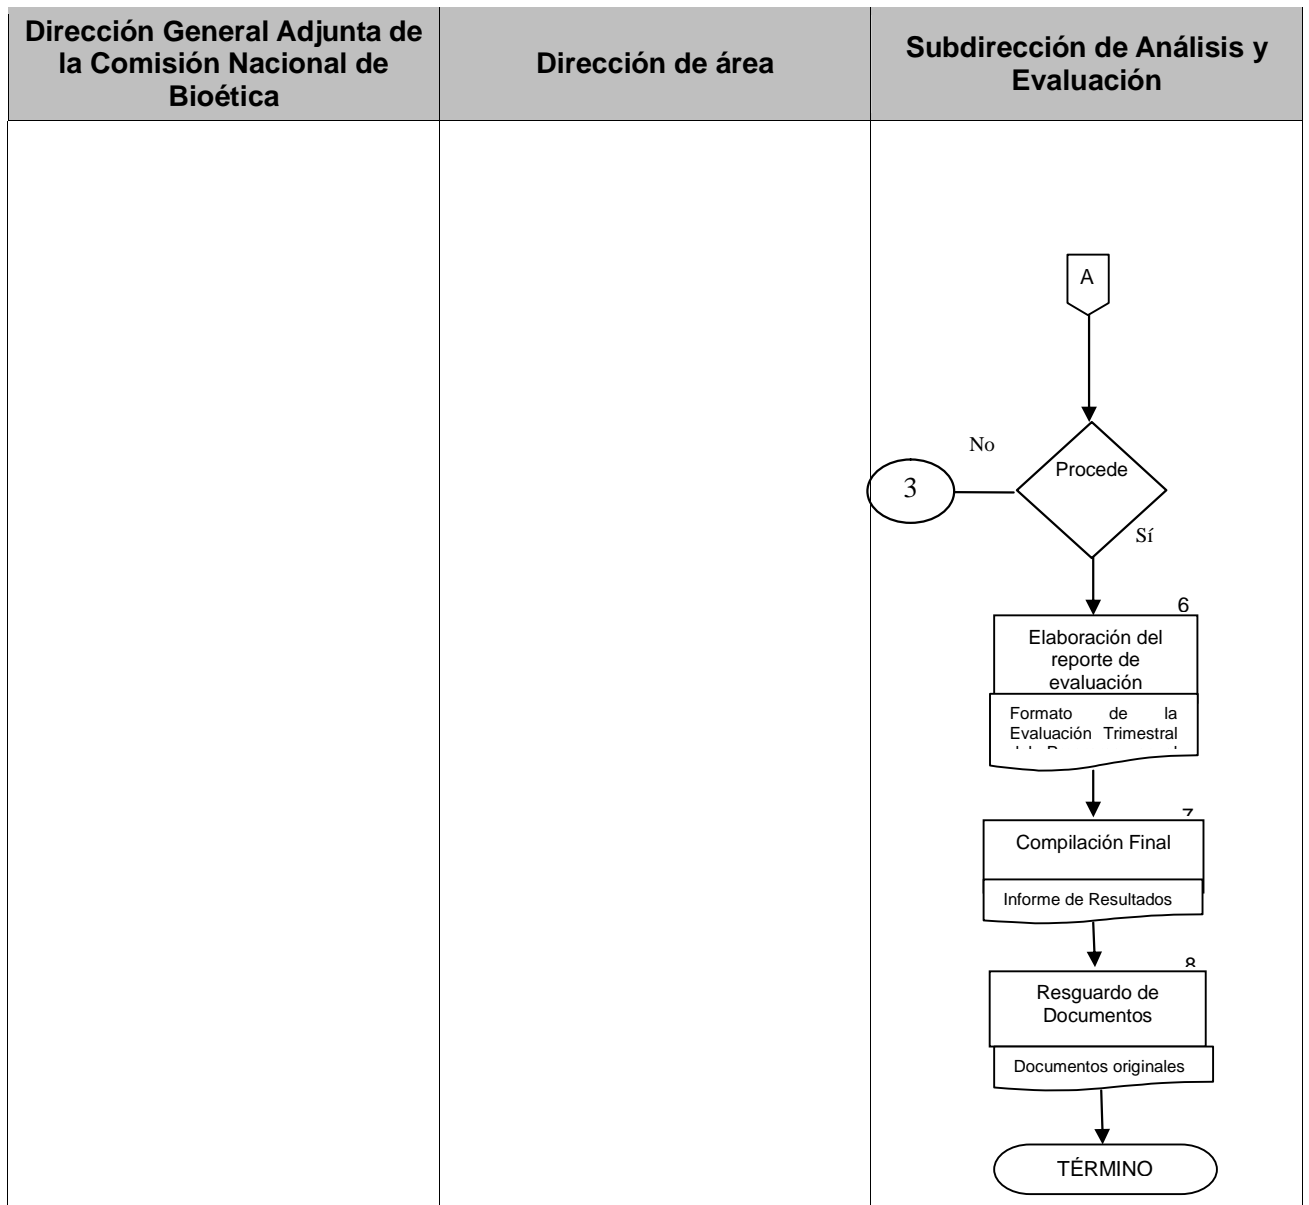 Dirección General Adjunta de
la Comisión Nacional de
Bioética
Dirección de área
Subdirección de Análisis y
Evaluación
A
No
Procede
3
Sí
6
Elaboración del
reporte de
evaluación
Formato de la
Evaluación Trimestral
7
Compilación Final
Informe de Resultados
8
Resguardo de
Documentos
Documentos originales
TÉRMINO